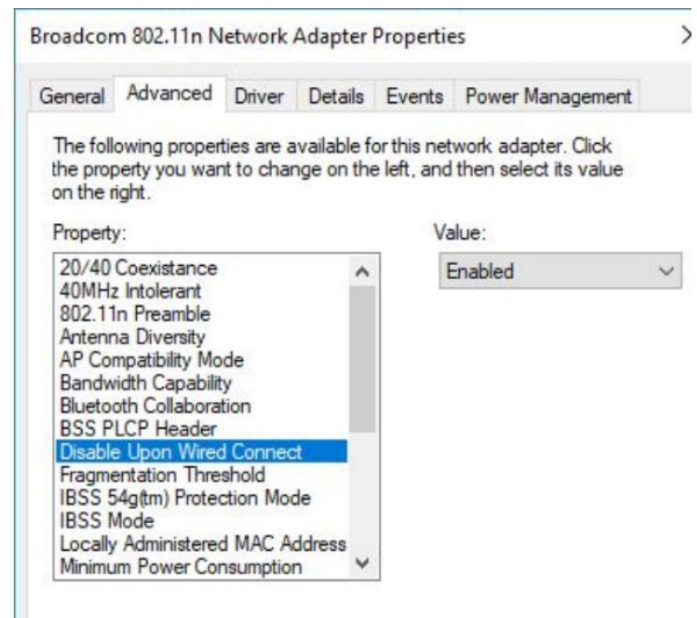 Broadcom 802.11n Network Adapter Properties
General Advanced Driver Details Events Power Management
The following properties are available for this network adapter. Click
the property you want to change on the left, and then select its value
on the right.
Property:
Value:
20/40 Coexistance
40MHz Intolerant
802.11n Preamble
Antenna Diversity
AP Compatibility Mode
Bandwidth Capability
Bluetooth Collaboration
BSS PLCP Header
Disable Upon Wired Connect
Fragmentation Threshold
IBSS 54g(tm) Protection Mode
IBSS Mode
Locally Administered MAC Address
Minimum Power Consumption
Enabled